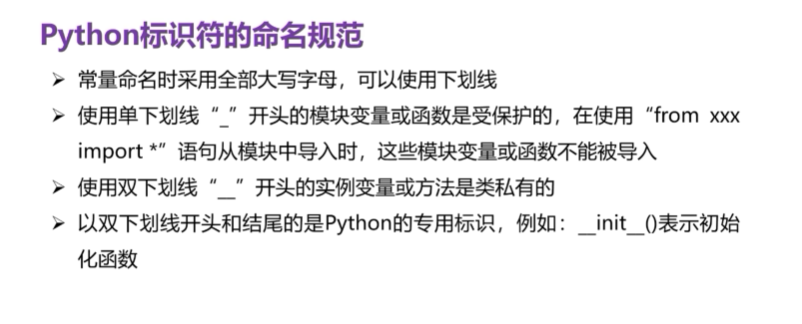 Python标识符的命名规范
➢ 常量命名时采用全部大写字母，可以使用下划线
➢ 使用单下划线“_”开头的模块变量或函数是受保护的，在使用“from xxx
import *”语句从模块中导入时，这些模块变量或函数不能被导入
➢ 使用双下划线“__”开头的实例变量或方法是类私有的
➢ 以双下划线开头和结尾的是Python的专用标识，例如：__init__()表示初始
化函数